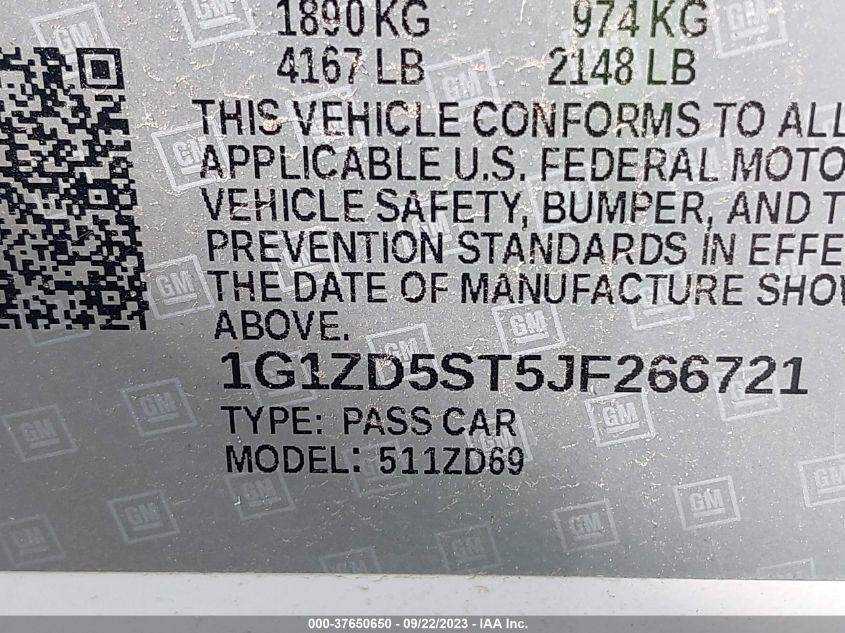 1890 KG 974 KG
4167 LB 2148 LB
THIS VEHICLE CONFORMS TO ALL
APPLICABLE U.S. FEDERAL MOTO
VEHICLE SAFETY, BUMPER, AND T
PREVENTION STANDARDS IN EFFE
THE DATE OF MANUFACTURE SHOW
ABOVE.
1G1ZD5ST5JF266721
TYPE: PASS CAR
MODEL: 511ZD69
000-37650650 - 09/22/2023 - IAA Inc.